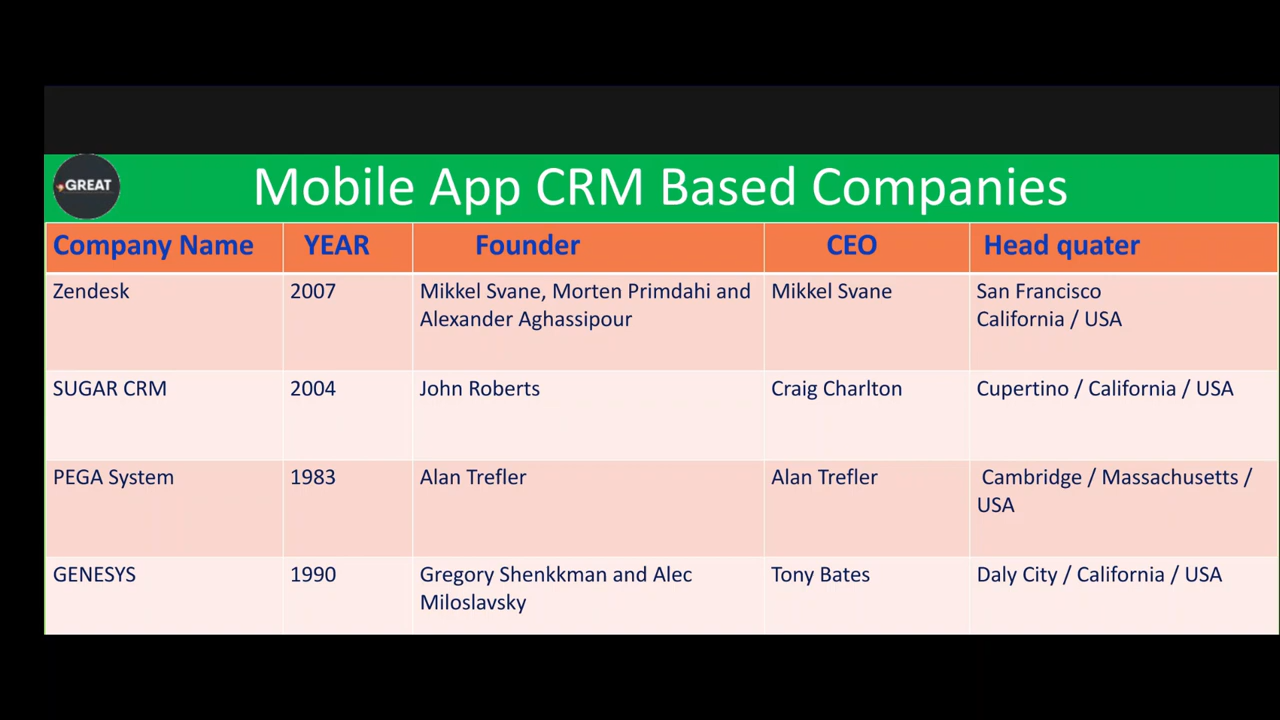 GREAT
Mobile App CRM Based Companies
Company Name YEAR Founder CEO Head quater
Zendesk 2007 Mikkel Svane, Morten Primdahi and Mikkel Svane San Francisco
Alexander Aghassipour California / USA
SUGAR CRM 2004 John Roberts Craig Charlton Cupertino / California / USA
PEGA System 1983 Alan Trefler Alan Trefler Cambridge / Massachusetts /
USA
GENESYS 1990 Gregory Shenkkman and Alec Tony Bates Daly City / California / USA
Miloslavsky